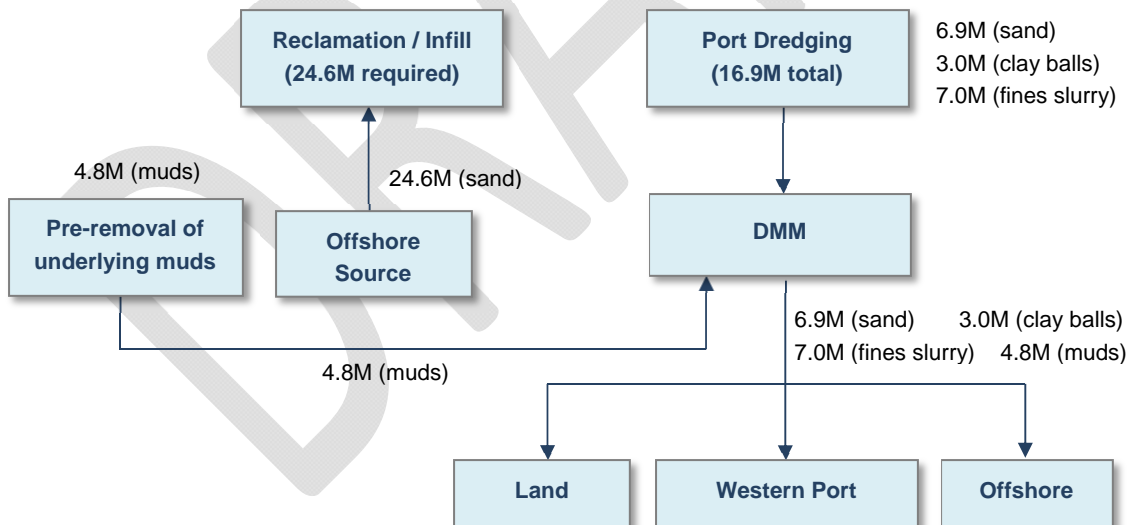 Reclamation / Infill
(24.6M required)
Port Dredging
(16.9M total)
6.9M (sand)
3.0M (clay balls)
7.0M (fines slurry)
4.8M (muds)
24.6M (sand)
Pre-removal of
underlying muds
Offshore
Source
DMM
6.9M (sand) 3.0M (clay balls)
7.0M (fines slurry) 4.8M (muds)
4.8M (muds)
Land
Western Port
Offshore
DRA